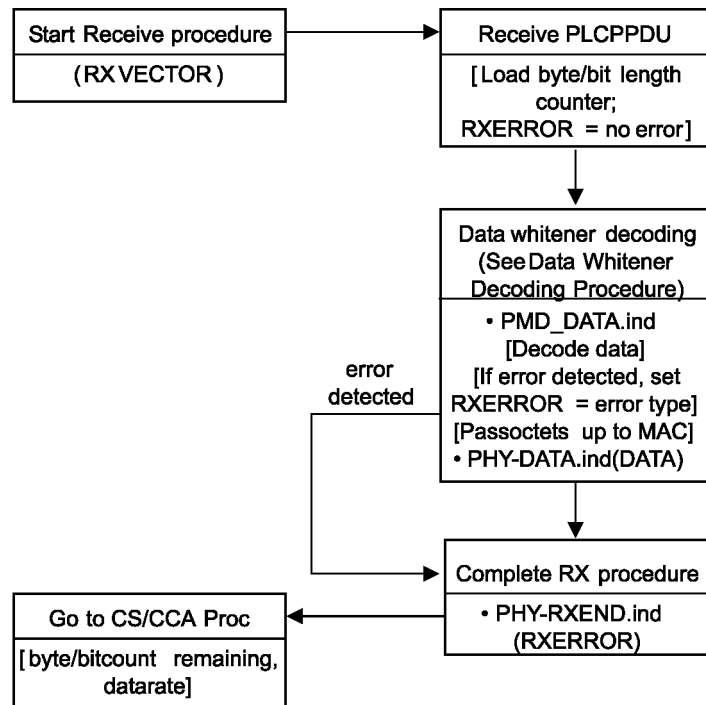 Start Receive procedure
(RXVECTOR)
Receive PLCPPDU
[Load byte/bit length
counter;
RXERROR = no error]
Data whitener decoding
(See Data Whitener
Decoding Procedure)
• PMD_DATA.ind
[Decode data]
[If error detected, set
RXERROR = error type]
[Passoctets up to MAC]
• PHY-DATA.ind(DATA)
error
detected
Complete RX procedure
• PHY-RXEND.ind
(RXERROR)
Go to CS/CCA Proc
[byte/bitcount remaining,
datarate]